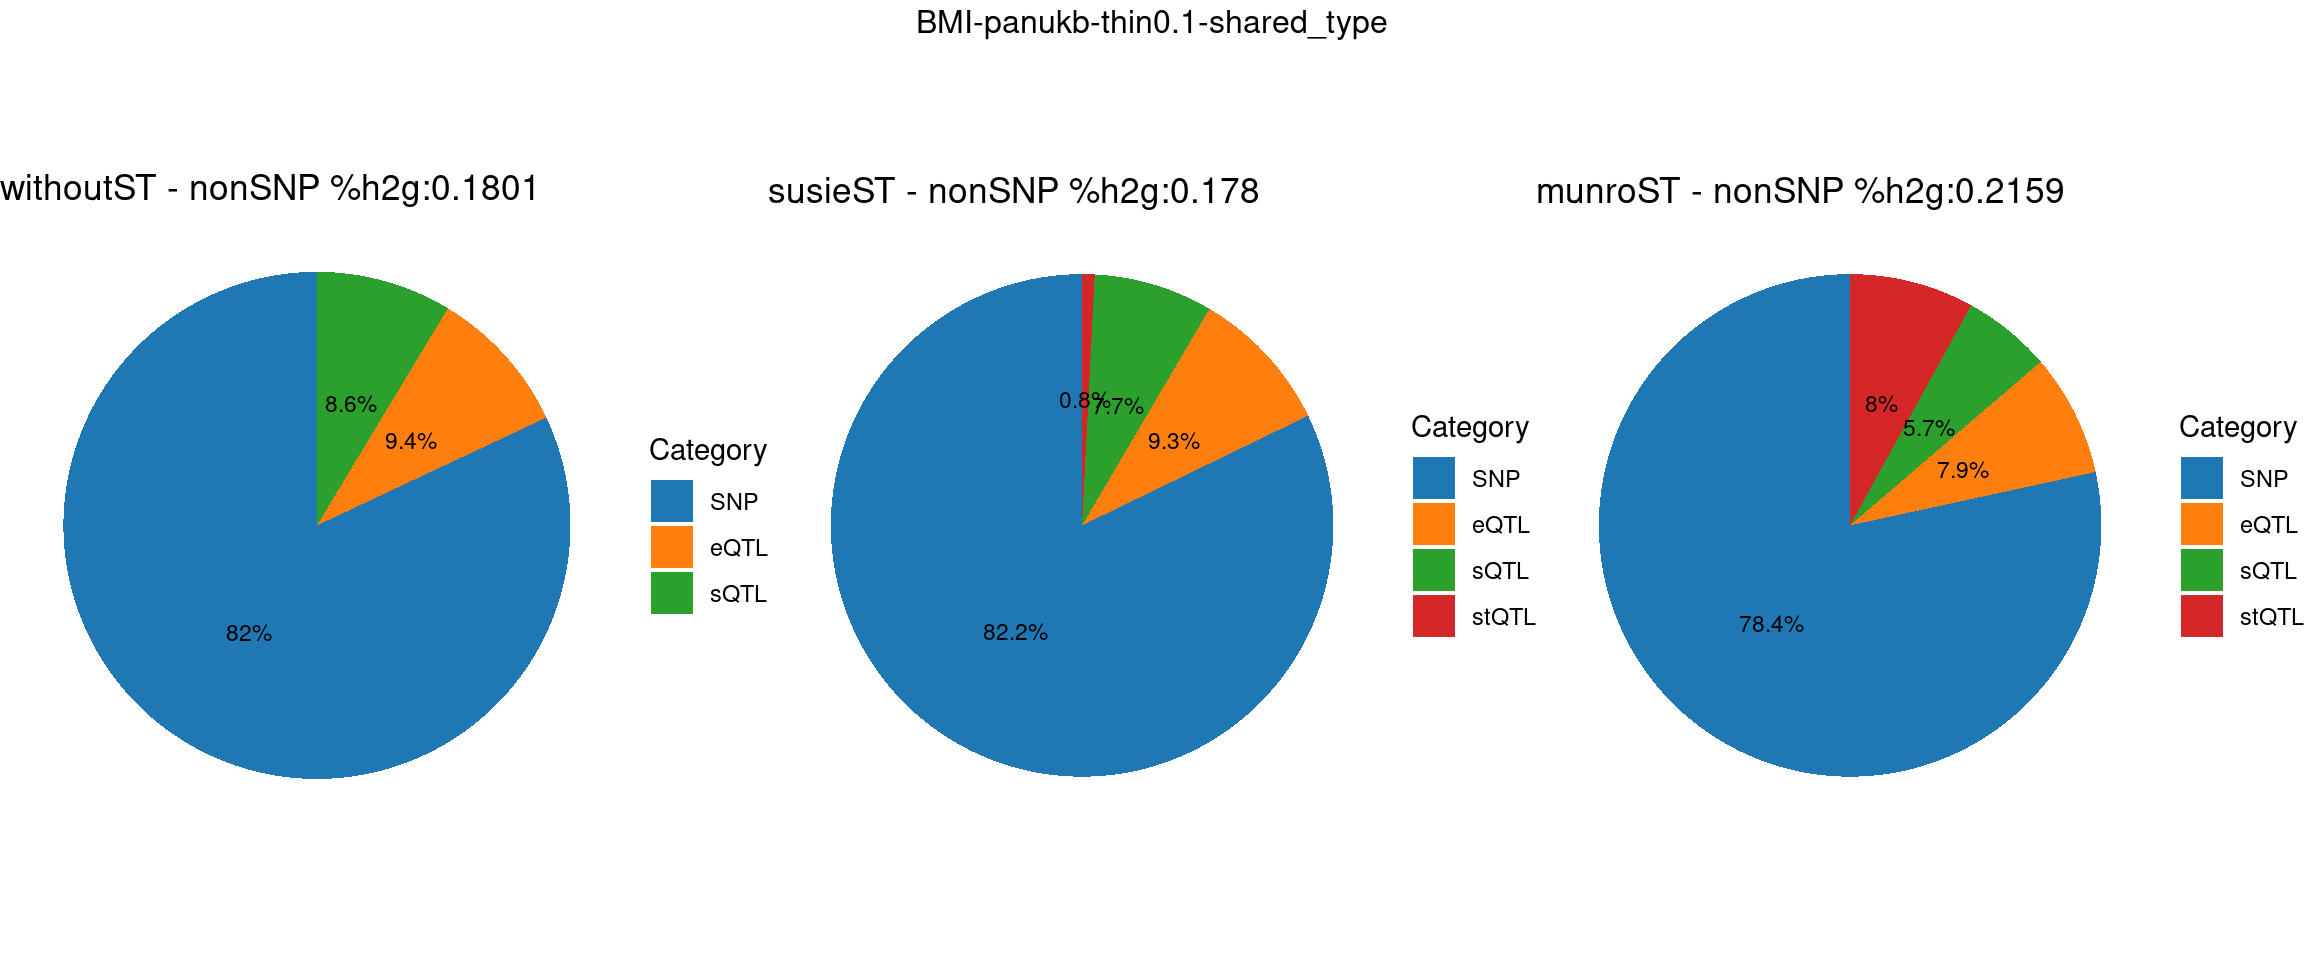 BMI-panukb-thin0.1-shared_type
withoutST - nonSNP %h2g:0.1801
8.6%
9.4%
82%
Category
SNP
eQTL
sQTL
susieST - nonSNP %h2g:0.178
0.8%
7.7%
9.3%
82.2%
Category
SNP
eQTL
sQTL
stQTL
munroST - nonSNP %h2g:0.2159
8%
5.7%
7.9%
78.4%
Category
SNP
eQTL
sQTL
stQTL